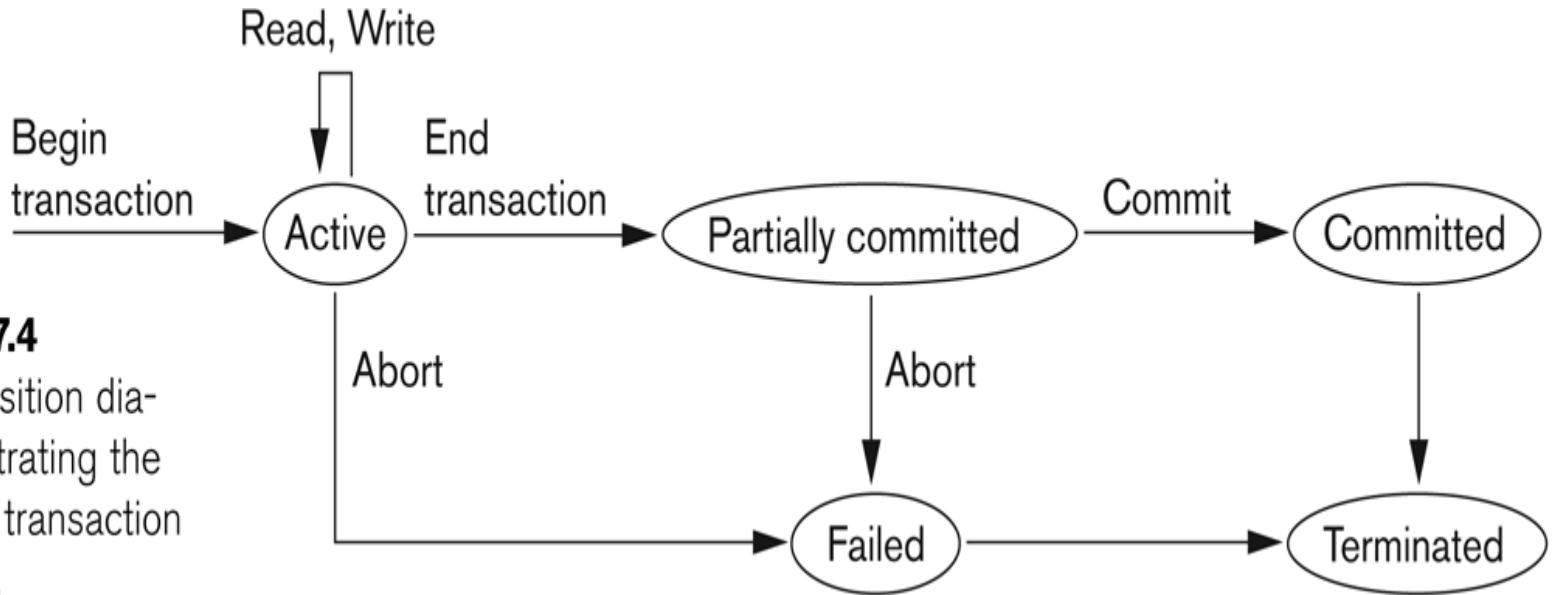 Read, Write
Begin
transaction
End
transaction
Commit
Active
Partially committed
Committed
7.4
sition dia-
trating the
transaction
Abort
Abort
Failed
Terminated